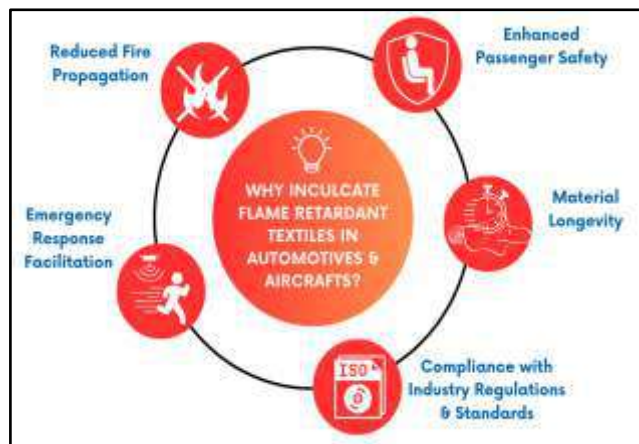 Reduced Fire
Propagation
Enhanced
Passenger Safety
WHY INCULCATE
FLAME RETARDANT
TEXTILES IN
AUTOMOTIVES &
AIRCRAFTS?
Material
Longevity
Emergency
Response
Facilitation
ISO
Compliance with
Industry Regulations
& Standards